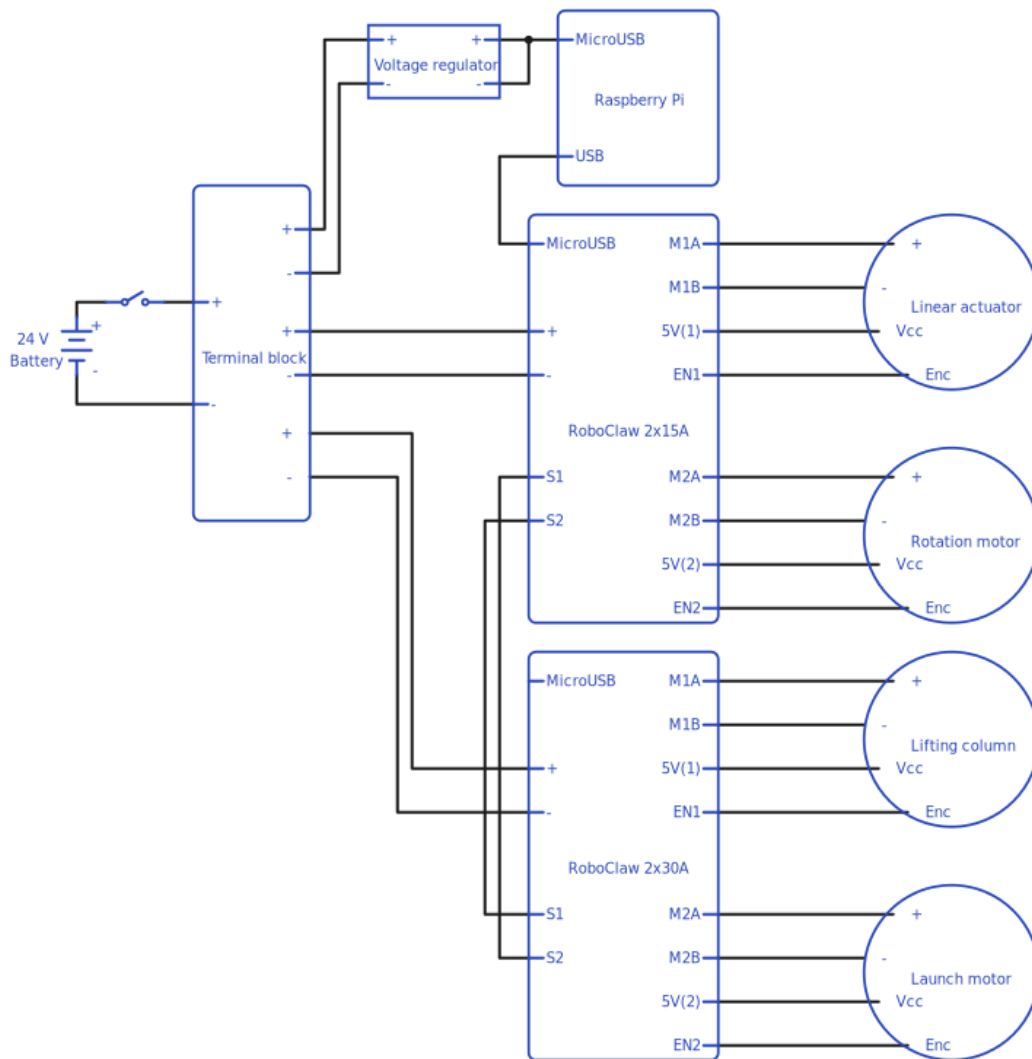 +
+
MicroUSB
Voltage regulator
-
-
Raspberry Pi
USB
+
-
+
+
-
+
-
24 V
Battery
+
-
-
Terminal block
+
-
MicroUSB
+
-
RoboClaw 2x15A
S1
S2
M1A
M1B
5V(1)
EN1
M2A
M2B
5V(2)
EN2
+
-
Linear actuator
Vcc
Enc
+
-
Rotation motor
Vcc
Enc
MicroUSB
+
-
RoboClaw 2x30A
S1
S2
M1A
M1B
5V(1)
EN1
M2A
M2B
5V(2)
EN2
+
-
Lifting column
Vcc
Enc
+
-
Launch motor
Vcc
Enc